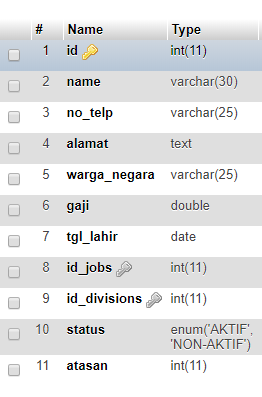 # Name Type
1 id int(11)
2 name varchar(30)
3 no_telp varchar(25)
4 alamat text
5 warga_negara varchar(25)
6 gaji double
7 tgl_lahir date
8 id_jobs int(11)
9 id_divisions int(11)
10 status enum('AKTIF',
'NON-AKTIF')
11 atasan int(11)